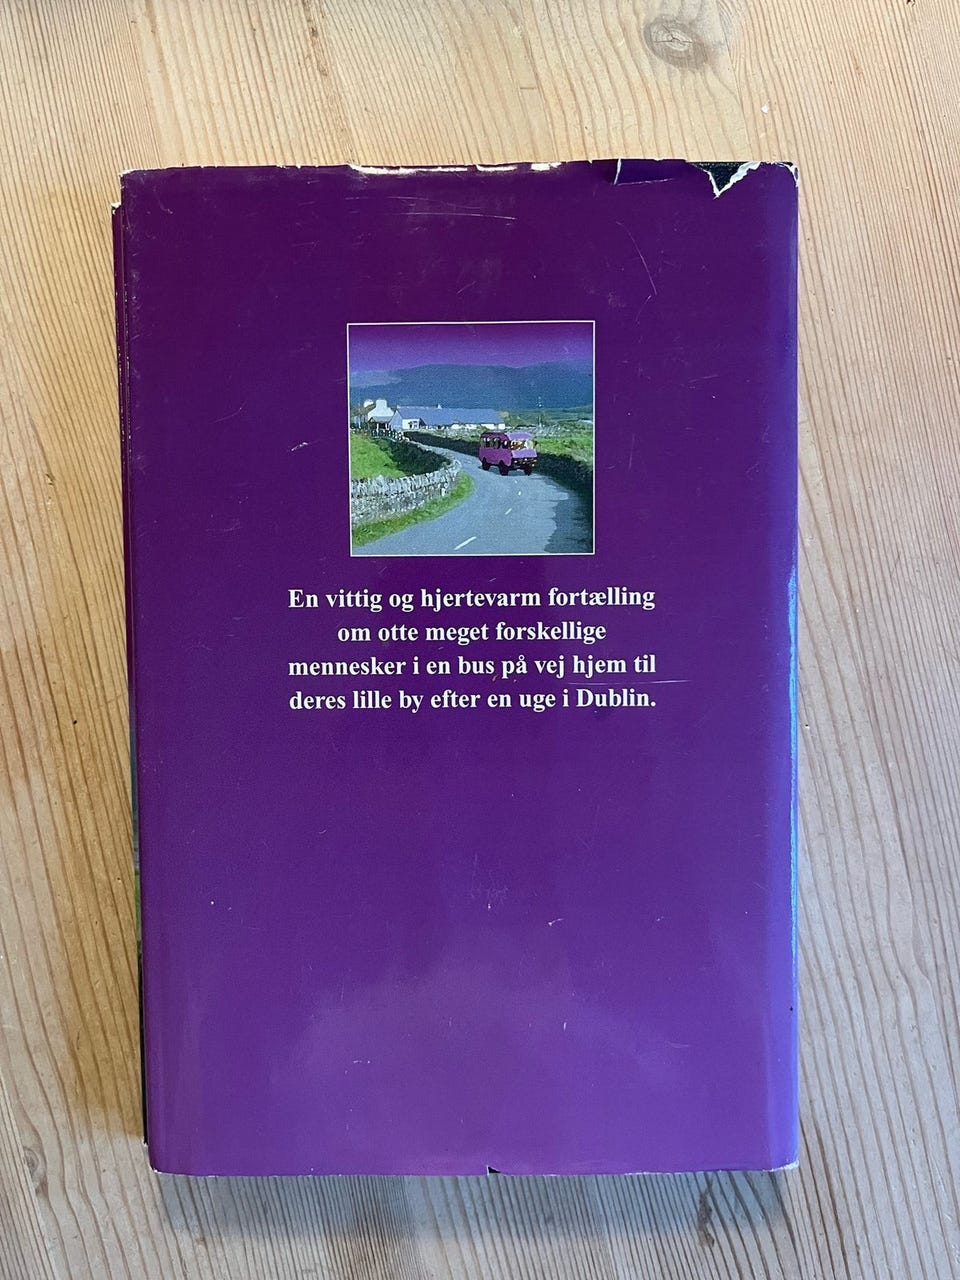 En vittig og hjertevarm fortælling
om otte meget forskellige
mennesker i en bus på vej hjem til
deres lille by efter en uge i Dublin.